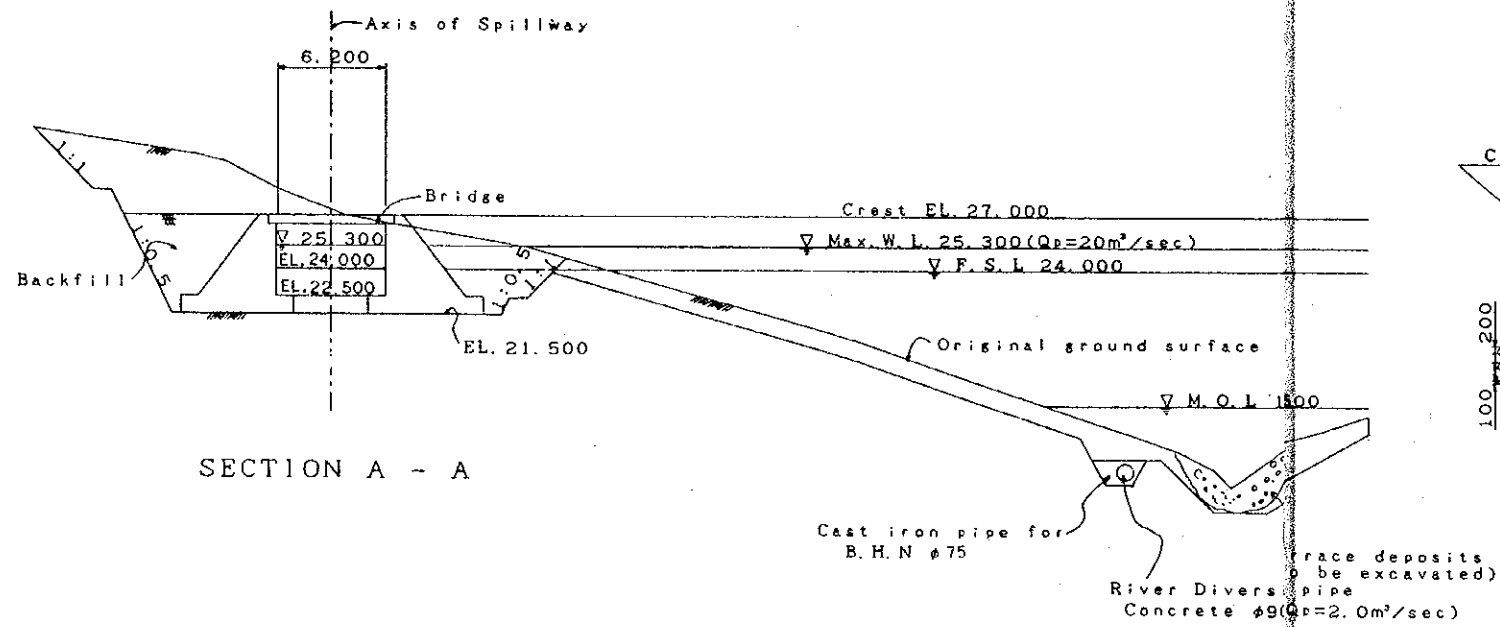 Axis of Spillway
6.200
1:1
Bridge
Crest EL. 27.000
▽ 25.300
▽ Max. W. L. 25.300(Qp=20m³/sec)
EL. 24.000
▽ F. S. L 24.000
1:0.5
1:0.5
1:1
Backfill
EL. 22.500
EL. 21.500
Original ground surface
▽ M. O. L
SECTION A - A
Cast iron pipe for
B. H. N φ75
race deposits
be excavated)
River Divers pipe
Concrete φ9(Qp=2.0m³/sec)
C
200
100